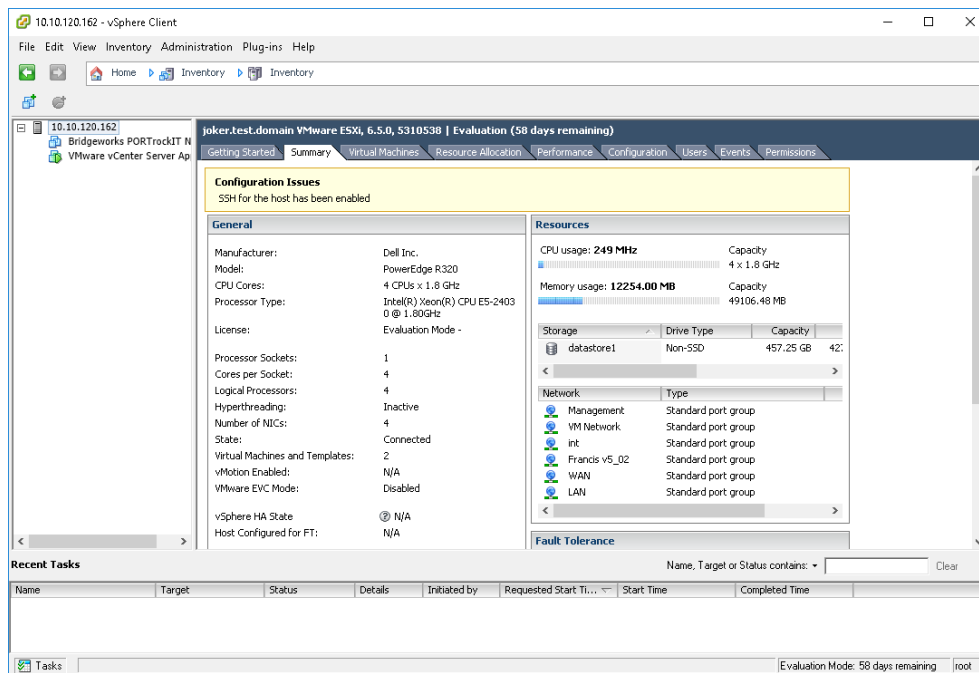 10.10.120.162 - vSphere Client
File Edit View Inventory Administration Plug-ins Help
Home Inventory Inventory
10.10.120.162
Bridgeworks PORTrockIT N
VMware vCenter Server Ap
joker.test.domain VMware ESXi, 6.5.0, 5310538 | Evaluation (58 days remaining)
Getting Started Summary Virtual Machines Resource Allocation Performance Configuration Users Events Permissions
Configuration Issues
SSH for the host has been enabled
General
Manufacturer: Dell Inc.
Model: PowerEdge R320
CPU Cores: 4 CPUs x 1.8 GHz
Processor Type: Intel(R) Xeon(R) CPU E5-2403
0 @ 1.80GHz
License: Evaluation Mode -
Processor Sockets: 1
Cores per Socket: 4
Logical Processors: 4
Hyperthreading: Inactive
Number of NICs: 4
State: Connected
Virtual Machines and Templates: 2
vMotion Enabled: N/A
VMware EVC Mode: Disabled
vSphere HA State N/A
Host Configured for FT: N/A
Resources
CPU usage: 249 MHz Capacity
4 x 1.8 GHz
Memory usage: 12254.00 MB Capacity
49106.48 MB
Storage Drive Type Capacity
datastore1 Non-SSD 457.25 GB 427
Network Type
Management Standard port group
VM Network Standard port group
int Standard port group
Francis v5_02 Standard port group
WAN Standard port group
LAN Standard port group
Fault Tolerance
Recent Tasks Name, Target or Status contains: Clear
Name Target Status Details Initiated by Requested Start Ti... Start Time Completed Time
Tasks Evaluation Mode: 58 days remaining root